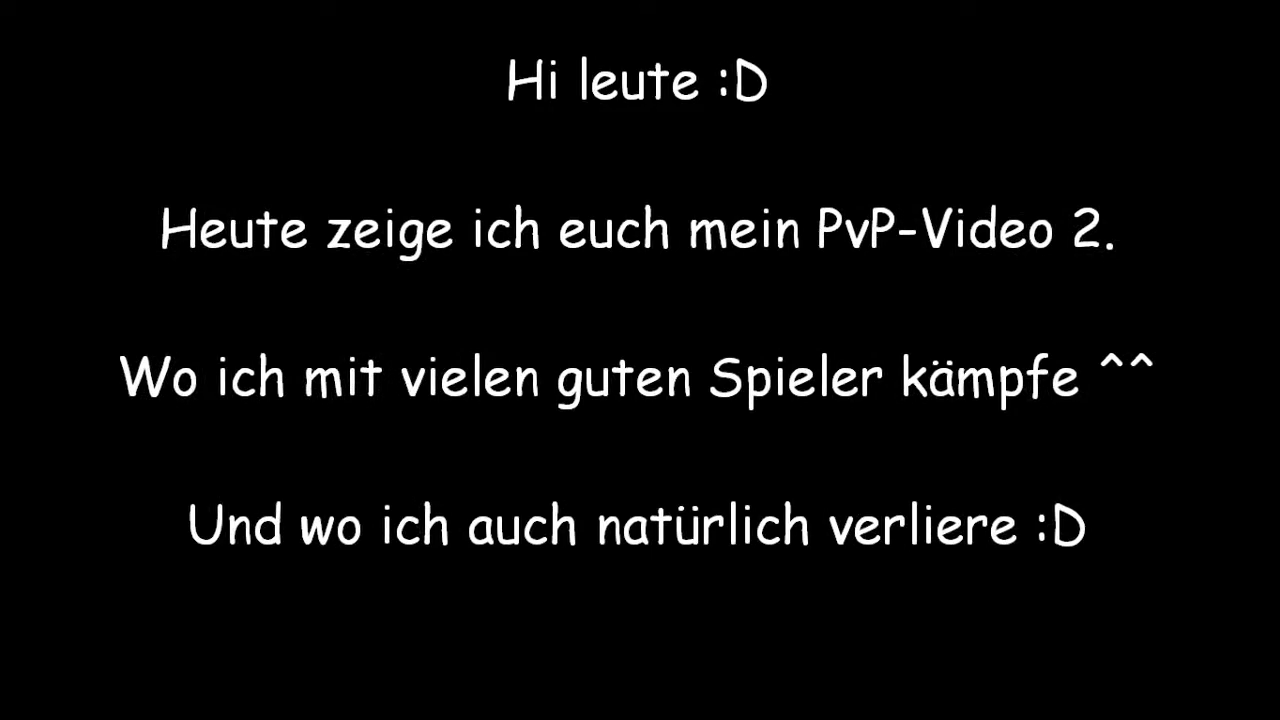 Hi leute :D
Heute zeige ich euch mein PvP-Video 2.
Wo ich mit vielen guten Spieler kämpfe ^^
Und wo ich auch natürlich verliere :D